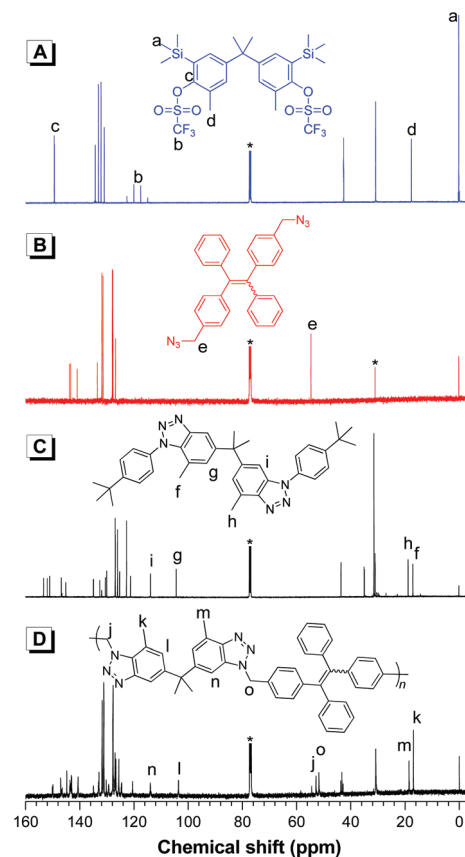 A
a
Si
Si
c
O
O
O
S
O
d
O
S
O
CF3
CF3
b
a
c
b
*
d
B
N3
N3
e
*
e
*
C
N
N
N
i
f
g
h
N
N
N
i
g
*
h
f
D
j
k
l
m
N
N
N
N
N
N
n
o
n
k
n
l
*
j
o
m
160 140 120 100 80 60 40 20 0
Chemical shift (ppm)